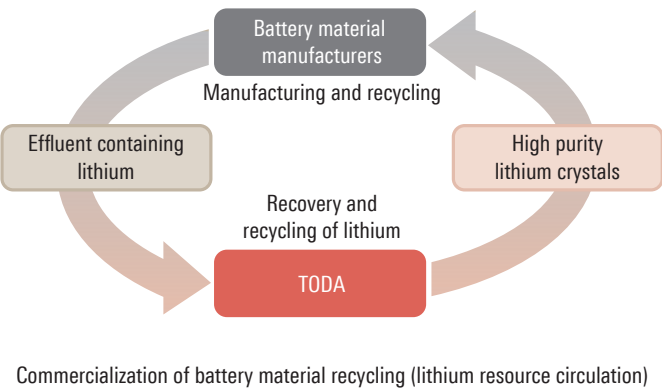 Battery material
manufacturers
Manufacturing and recycling
Effluent containing
lithium
High purity
lithium crystals
Recovery and
recycling of lithium
TODA
Commercialization of battery material recycling (lithium resource circulation)